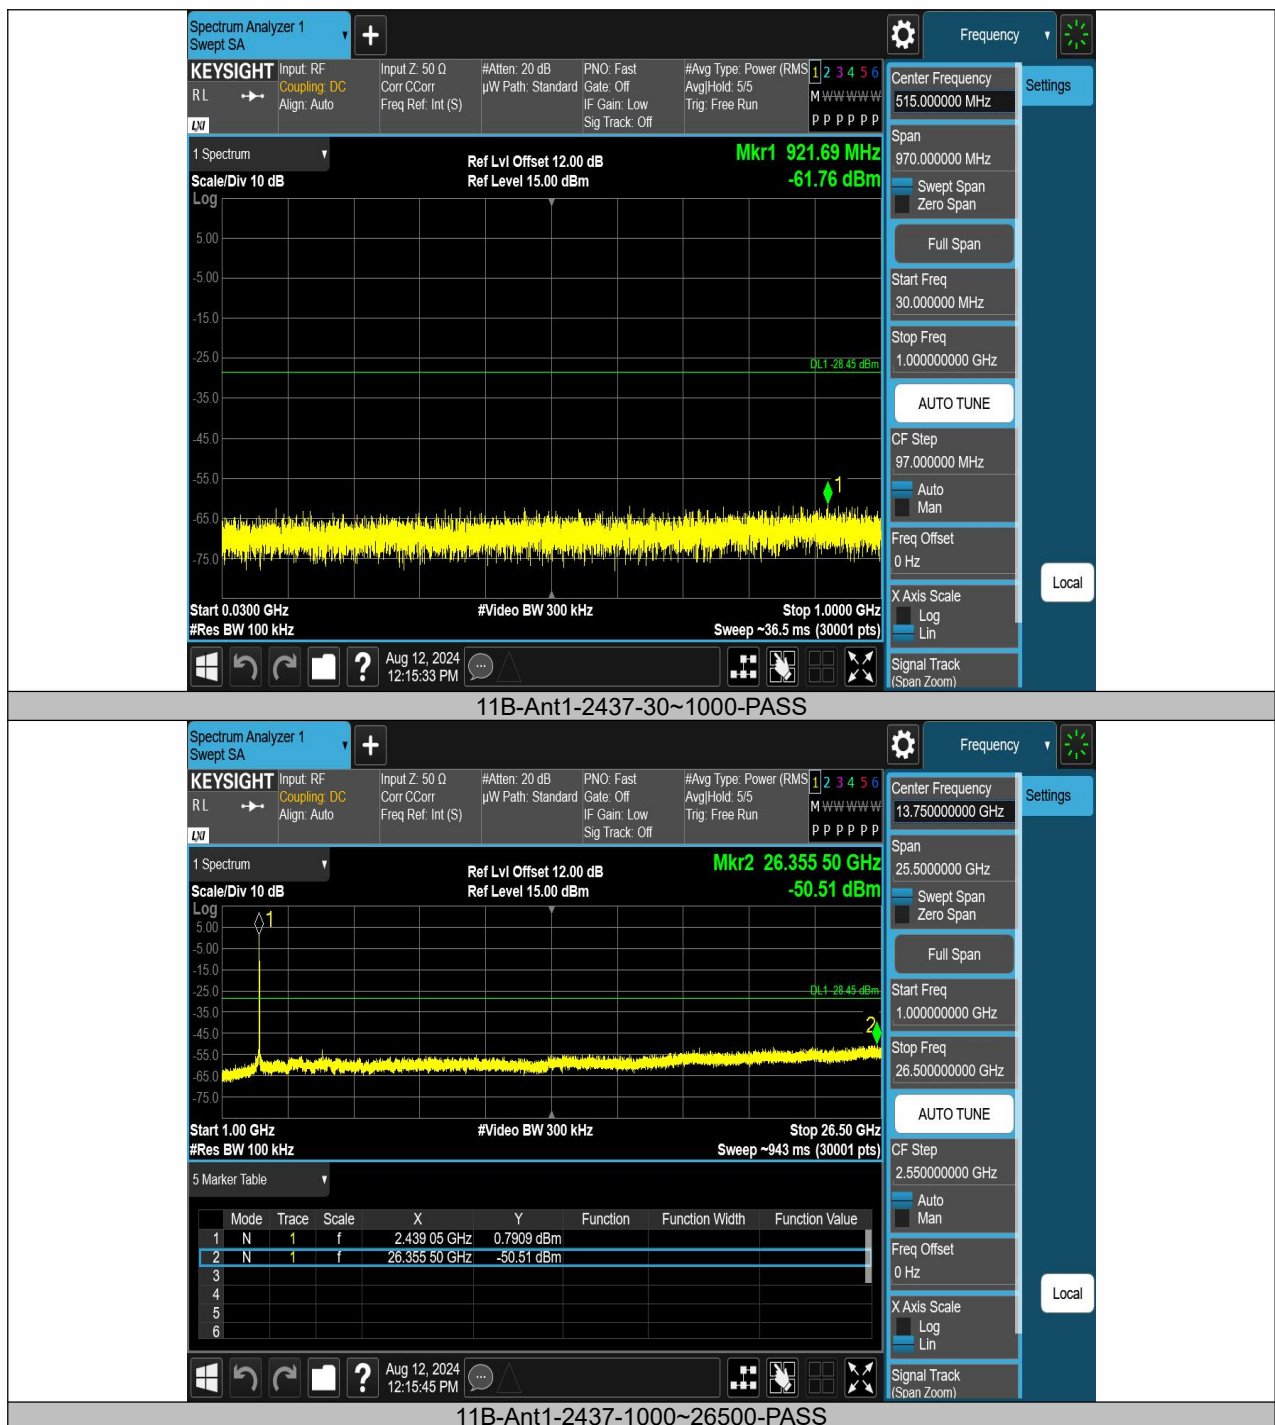 Spectrum Analyzer 1
Swept SA
Frequency
KEYSIGHT
R L
LXI
Input: RF
Coupling: DC
Align: Auto
Input Z: 50 Ω
Corr CCorr
Freq Ref: Int (S)
#Atten: 20 dB
µW Path: Standard
PNO: Fast
Gate: Off
IF Gain: Low
Sig Track: Off
#Avg Type: Power (RMS
Avg|Hold: 5/5
Trig: Free Run
1 2 3 4 5 6
M W W W W W
P P P P P P
Center Frequency
515.000000 MHz
Settings
Span
970.000000 MHz
Swept Span
Zero Span
Full Span
Start Freq
30.000000 MHz
Stop Freq
1.000000000 GHz
AUTO TUNE
CF Step
97.000000 MHz
Auto
Man
Freq Offset
0 Hz
X Axis Scale
Log
Lin
Signal Track
(Span Zoom)
Local
1 Spectrum
Scale/Div 10 dB
Ref Lvl Offset 12.00 dB
Ref Level 15.00 dBm
Mkr1 921.69 MHz
-61.76 dBm
Log
5.00
-5.00
-15.0
-25.0
DL1 -28.45 dBm
-35.0
-45.0
-55.0
1
-65.0
-75.0
Start 0.0300 GHz
#Video BW 300 kHz
Stop 1.0000 GHz
#Res BW 100 kHz
Sweep ~36.5 ms (30001 pts)
?
Aug 12, 2024
12:15:33 PM
11B-Ant1-2437-30~1000-PASS
Spectrum Analyzer 1
Swept SA
Frequency
KEYSIGHT
R L
LXI
Input: RF
Coupling: DC
Align: Auto
Input Z: 50 Ω
Corr CCorr
Freq Ref: Int (S)
#Atten: 20 dB
µW Path: Standard
PNO: Fast
Gate: Off
IF Gain: Low
Sig Track: Off
#Avg Type: Power (RMS
Avg|Hold: 5/5
Trig: Free Run
1 2 3 4 5 6
M W W W W W
P P P P P P
Center Frequency
13.750000000 GHz
Settings
Span
25.5000000 GHz
Swept Span
Zero Span
Full Span
Start Freq
1.000000000 GHz
Stop Freq
26.500000000 GHz
AUTO TUNE
CF Step
2.550000000 GHz
Auto
Man
Freq Offset
0 Hz
X Axis Scale
Log
Lin
Signal Track
(Span Zoom)
Local
1 Spectrum
Scale/Div 10 dB
Ref Lvl Offset 12.00 dB
Ref Level 15.00 dBm
Mkr2 26.355 50 GHz
-50.51 dBm
Log
1
5.00
-5.00
-15.0
-25.0
DL1 -28.45 dBm
-35.0
2
-45.0
-55.0
-65.0
-75.0
Start 1.00 GHz
#Video BW 300 kHz
Stop 26.50 GHz
#Res BW 100 kHz
Sweep ~943 ms (30001 pts)
5 Marker Table
Mode Trace Scale X Y Function Function Width Function Value
1 N 1 f 2.439 05 GHz 0.7909 dBm
2 N 1 f 26.355 50 GHz -50.51 dBm
3
4
5
6
?
Aug 12, 2024
12:15:45 PM
11B-Ant1-2437-1000~26500-PASS